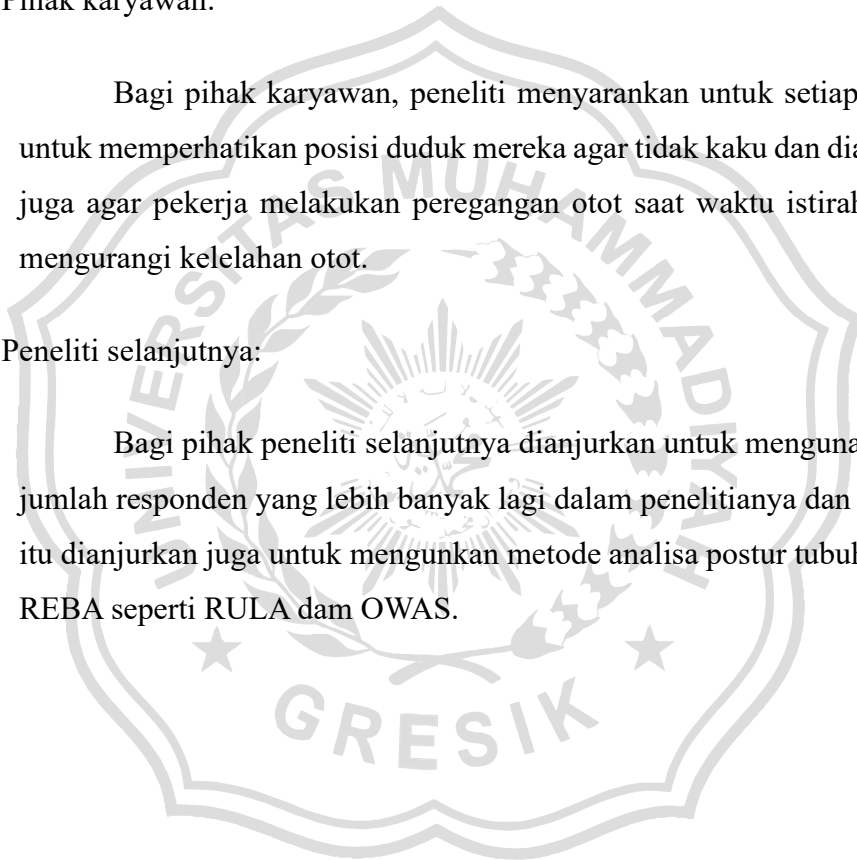 Pihak karyawan:
Bagi pihak karyawan, peneliti menyarankan untuk setiap
untuk memperhatikan posisi duduk mereka agar tidak kaku dan dia
juga agar pekerja melakukan peregangan otot saat waktu istirah
mengurangi kelelahan otot.
Peneliti selanjutnya:
Bagi pihak peneliti selanjutnya dianjurkan untuk menguna
jumlah responden yang lebih banyak lagi dalam penelitianya dan
itu dianjurkan juga untuk mengunkan metode analisa postur tubuh
REBA seperti RULA dam OWAS.
UNIVERSITAS MUHAMMADIYAH
GRESIK